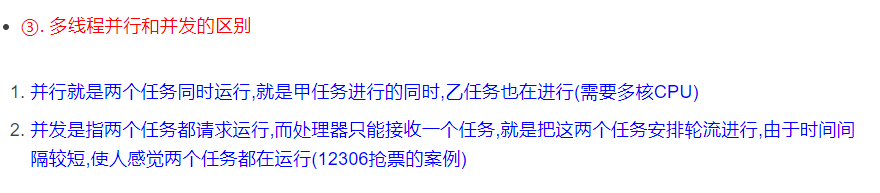 • ③. 多线程并行和并发的区别
1. 并行就是两个任务同时运行,就是甲任务进行的同时,乙任务也在进行(需要多核CPU)
2. 并发是指两个任务都请求运行,而处理器只能接收一个任务,就是把这两个任务安排轮流进行,由于时间间
隔较短,使人感觉两个任务都在运行(12306抢票的案例)